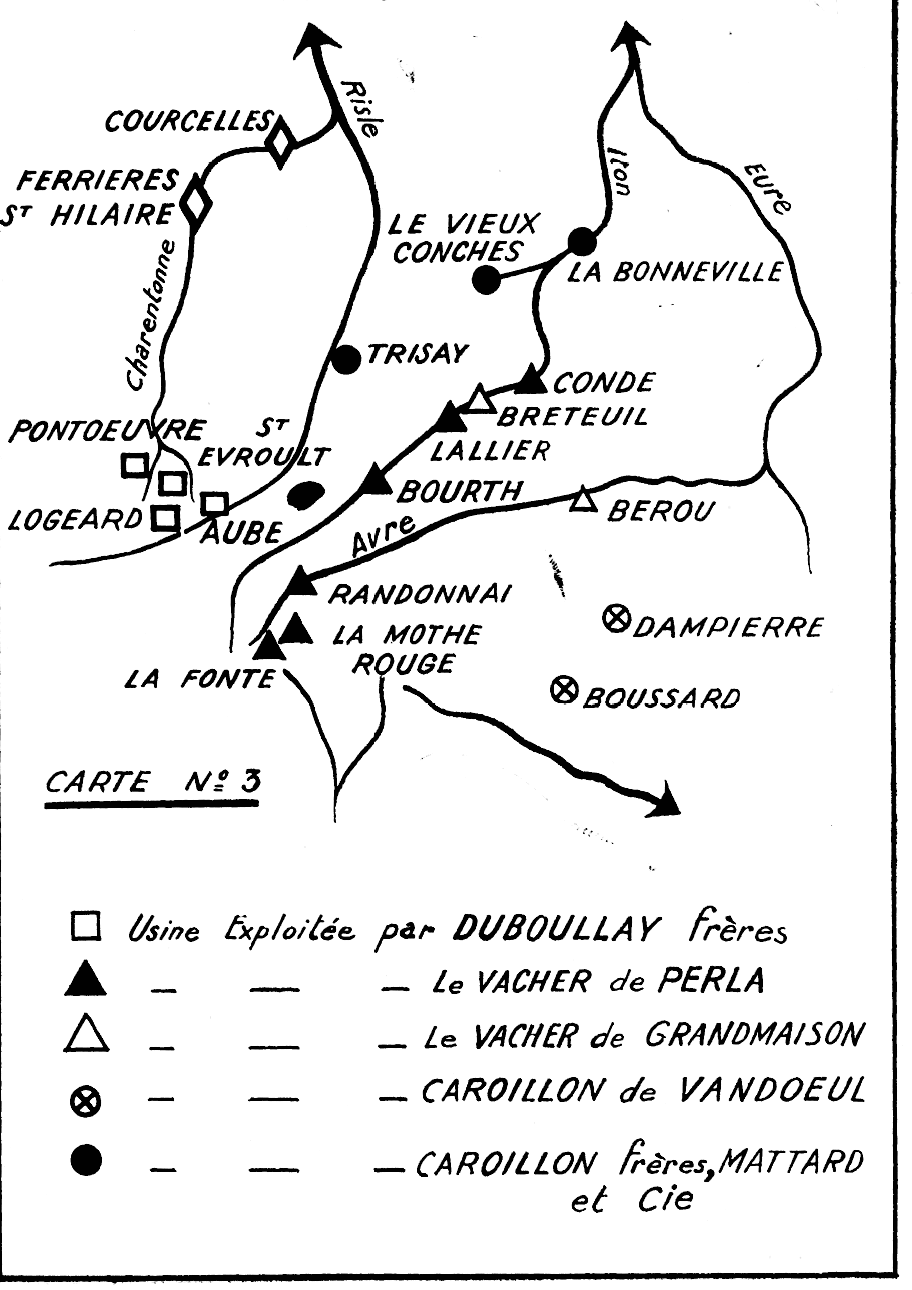 Risle
COURCELLES
FERRIERES
ST HILAIRE
Charentonne
Iton
Eure
LE VIEUX
CONCHES
LA BONNEVILLE
TRISAY
CONDE
BRETEUIL
LALLIER
PONTOEUVRE
ST
EVROULT
BOURTH
LOGEARD
AUBE
Avre
BEROU
RANDONNAI
LA MOTHE
ROUGE
LA FONTE
DAMPIERRE
BOUSSARD
CARTE Nº 3
Usine Exploitée par DUBOULLAY frères
— — — Le VACHER de PERLA
— — — Le VACHER de GRANDMAISON
— — — CAROILLON de VANDOEUL
— — — CAROILLON frères, MATTARD
et Cie